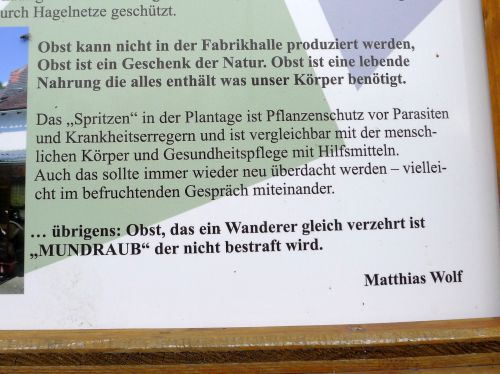 urch Hagelnetze geschützt.
Obst kann nicht in der Fabrikhalle produziert werden,
Obst ist ein Geschenk der Natur. Obst ist eine lebende
Nahrung die alles enthält was unser Körper benötigt.
Das „Spritzen” in der Plantage ist Pflanzenschutz vor Parasiten
und Krankheitserregern und ist vergleichbar mit der mensch-
lichen Körper und Gesundheitspflege mit Hilfsmitteln.
Auch das sollte immer wieder neu überdacht werden – viellei-
cht im befruchtenden Gespräch miteinander.
... übrigens: Obst, das ein Wanderer gleich verzehrt ist
„MUNDRAUB” der nicht bestraft wird.
Matthias Wolf